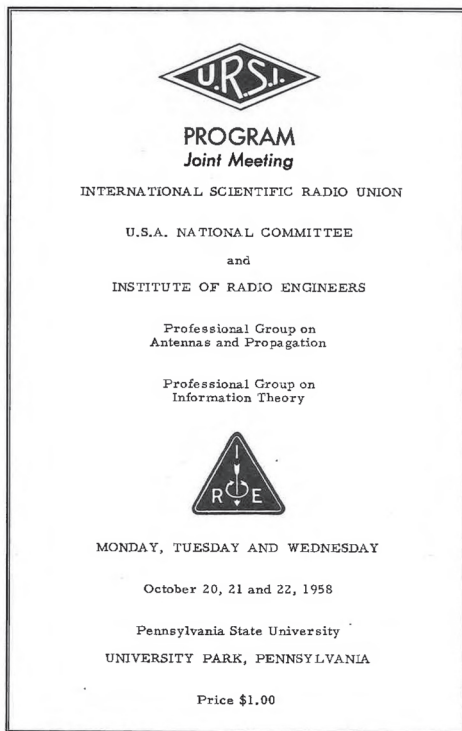 U.R.S.I.
PROGRAM
Joint Meeting
INTERNATIONAL SCIENTIFIC RADIO UNION
U.S.A. NATIONAL COMMITTEE
and
INSTITUTE OF RADIO ENGINEERS
Professional Group on
Antennas and Propagation
Professional Group on
Information Theory
I
R E
MONDAY, TUESDAY AND WEDNESDAY
October 20, 21 and 22, 1958
Pennsylvania State University
UNIVERSITY PARK, PENNSYLVANIA
Price $1.00